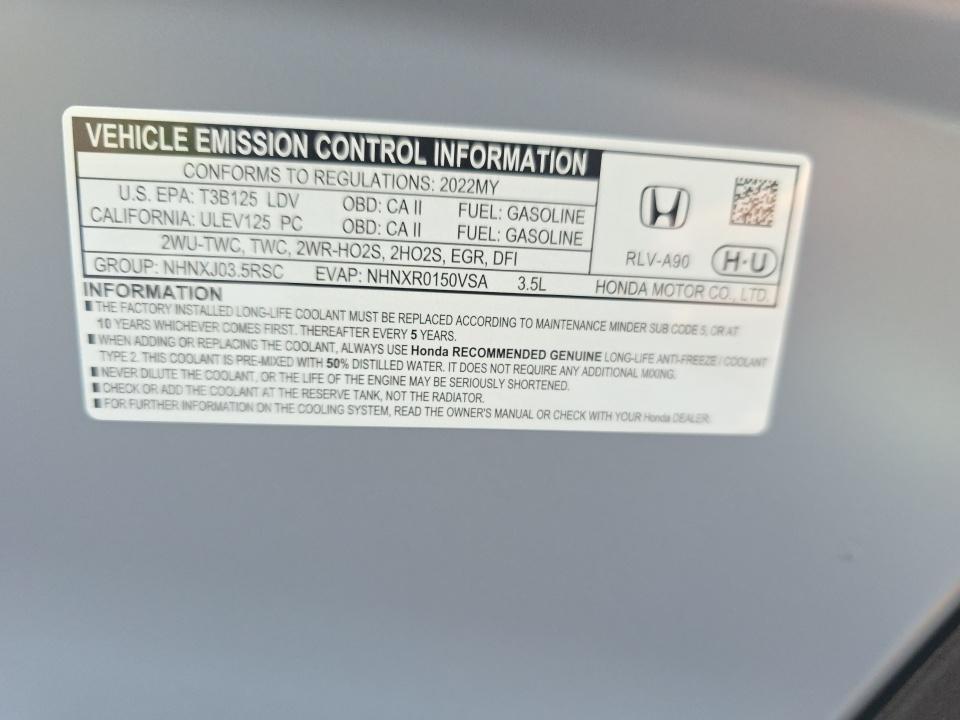 VEHICLE EMISSION CONTROL INFORMATION
CONFORMS TO REGULATIONS: 2022MY
U.S. EPA: T3B125 LDV OBD: CA II FUEL: GASOLINE
CALIFORNIA: ULEV125 PC OBD: CA II FUEL: GASOLINE
2WU-TWC, TWC, 2WR-HO2S, 2HO2S, EGR, DFI
GROUP: NHNXJ03.5RSC EVAP: NHNXR0150VSA 3.5L
H
RLV-A90 H·U
HONDA MOTOR CO., LTD.
INFORMATION
THE FACTORY INSTALLED LONG-LIFE COOLANT MUST BE REPLACED ACCORDING TO MAINTENANCE MINDER SUB CODE 5, OR AT
10 YEARS WHICHEVER COMES FIRST. THEREAFTER EVERY 5 YEARS.
WHEN ADDING OR REPLACING THE COOLANT, ALWAYS USE Honda RECOMMENDED GENUINE LONG-LIFE ANTI-FREEZE / COOLANT
TYPE 2. THIS COOLANT IS PRE-MIXED WITH 50% DISTILLED WATER. IT DOES NOT REQUIRE ANY ADDITIONAL MIXING.
NEVER DILUTE THE COOLANT, OR THE LIFE OF THE ENGINE MAY BE SERIOUSLY SHORTENED.
CHECK OR ADD THE COOLANT AT THE RESERVE TANK, NOT THE RADIATOR.
FOR FURTHER INFORMATION ON THE COOLING SYSTEM, READ THE OWNER'S MANUAL OR CHECK WITH YOUR Honda DEALER.